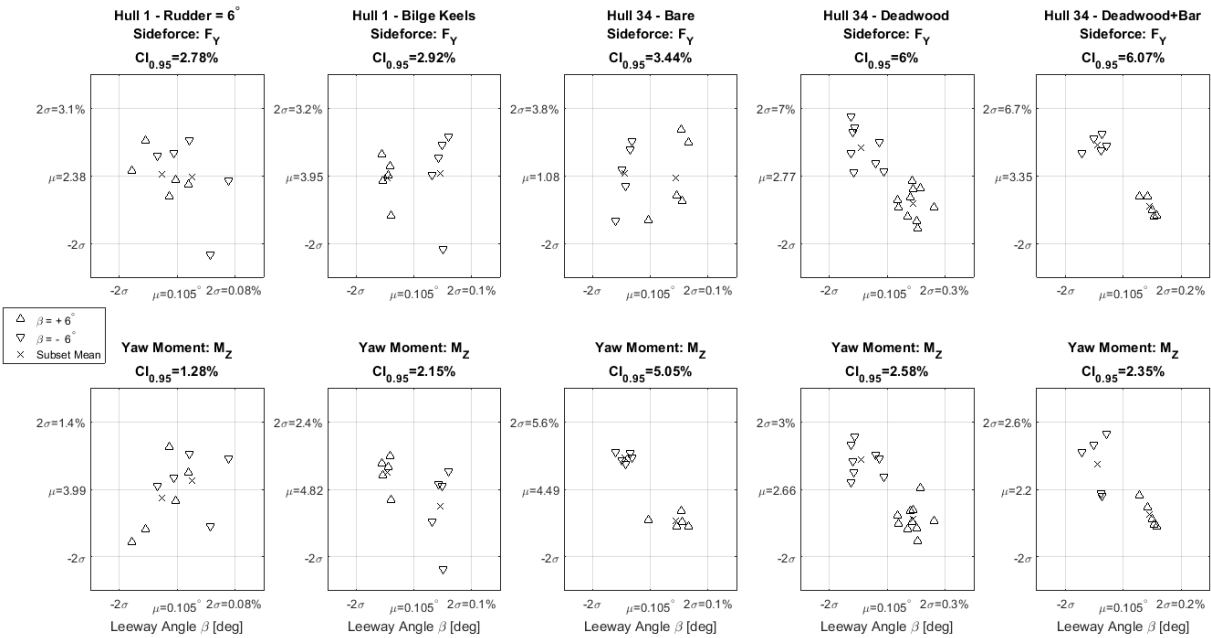 Hull 1 - Rudder = 6°
Sideforce: F_Y
CI_0.95=2.78%
2σ=3.1%
μ=2.38
-2σ
-2σ
μ=0.105°
2σ=0.08%
Hull 1 - Bilge Keels
Sideforce: F_Y
CI_0.95=2.92%
2σ=3.2%
μ=3.95
-2σ
-2σ
μ=0.105°
2σ=0.1%
Hull 34 - Bare
Sideforce: F_Y
CI_0.95=3.44%
2σ=3.8%
μ=1.08
-2σ
-2σ
μ=0.105°
2σ=0.1%
Hull 34 - Deadwood
Sideforce: F_Y
CI_0.95=6%
2σ=7%
μ=2.77
-2σ
-2σ
μ=0.105°
2σ=0.3%
Hull 34 - Deadwood+Bar
Sideforce: F_Y
CI_0.95=6.07%
2σ=6.7%
μ=3.35
-2σ
-2σ
μ=0.105°
2σ=0.2%
β = + 6°
β = - 6°
Subset Mean
Yaw Moment: M_Z
CI_0.95=1.28%
2σ=1.4%
μ=3.99
-2σ
-2σ
μ=0.105°
2σ=0.08%
Leeway Angle β [deg]
Yaw Moment: M_Z
CI_0.95=2.15%
2σ=2.4%
μ=4.82
-2σ
-2σ
μ=0.105°
2σ=0.1%
Leeway Angle β [deg]
Yaw Moment: M_Z
CI_0.95=5.05%
2σ=5.6%
μ=4.49
-2σ
-2σ
μ=0.105°
2σ=0.1%
Leeway Angle β [deg]
Yaw Moment: M_Z
CI_0.95=2.58%
2σ=3%
μ=2.66
-2σ
-2σ
μ=0.105°
2σ=0.3%
Leeway Angle β [deg]
Yaw Moment: M_Z
CI_0.95=2.35%
2σ=2.6%
μ=2.2
-2σ
-2σ
μ=0.105°
2σ=0.2%
Leeway Angle β [deg]